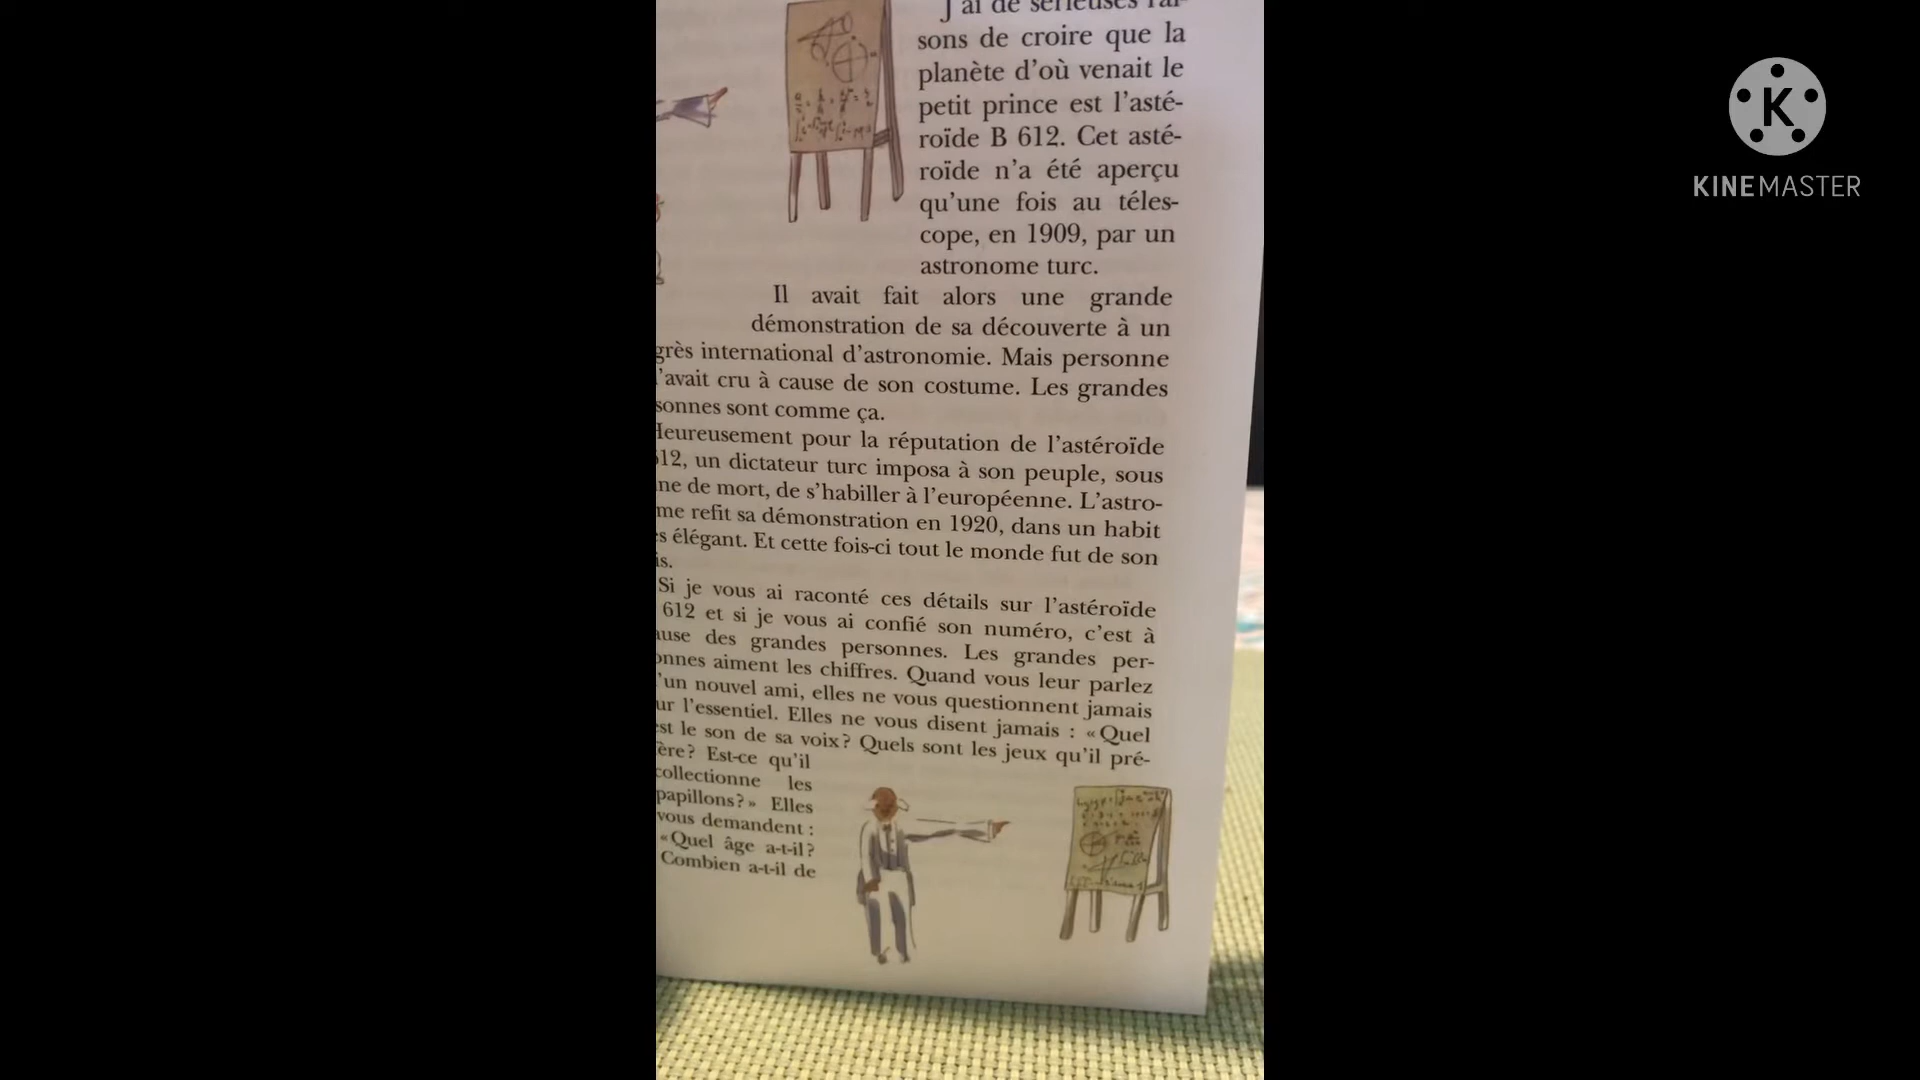 J'ai de sérieuses rai-
sons de croire que la
planète d'où venait le
petit prince est l'asté-
roïde B 612. Cet asté-
roïde n'a été aperçu
qu'une fois au téles-
cope, en 1909, par un
astronome turc.
Il avait fait alors une grande
démonstration de sa découverte à un
grès international d'astronomie. Mais personne
l'avait cru à cause de son costume. Les grandes
sonnes sont comme ça.
Heureusement pour la réputation de l'astéroïde
612, un dictateur turc imposa à son peuple, sous
ne de mort, de s'habiller à l'européenne. L'astro-
me refit sa démonstration en 1920, dans un habit
s élégant. Et cette fois-ci tout le monde fut de son
is.
Si je vous ai raconté ces détails sur l'astéroïde
612 et si je vous ai confié son numéro, c'est à
ause des grandes personnes. Les grandes per-
onnes aiment les chiffres. Quand vous leur parlez
'un nouvel ami, elles ne vous questionnent jamais
ur l'essentiel. Elles ne vous disent jamais : « Quel
est le son de sa voix? Quels sont les jeux qu'il pré-
ère? Est-ce qu'il
collectionne les
papillons? » Elles
vous demandent :
« Quel âge a-t-il?
Combien a-t-il de
K
KINEMASTER